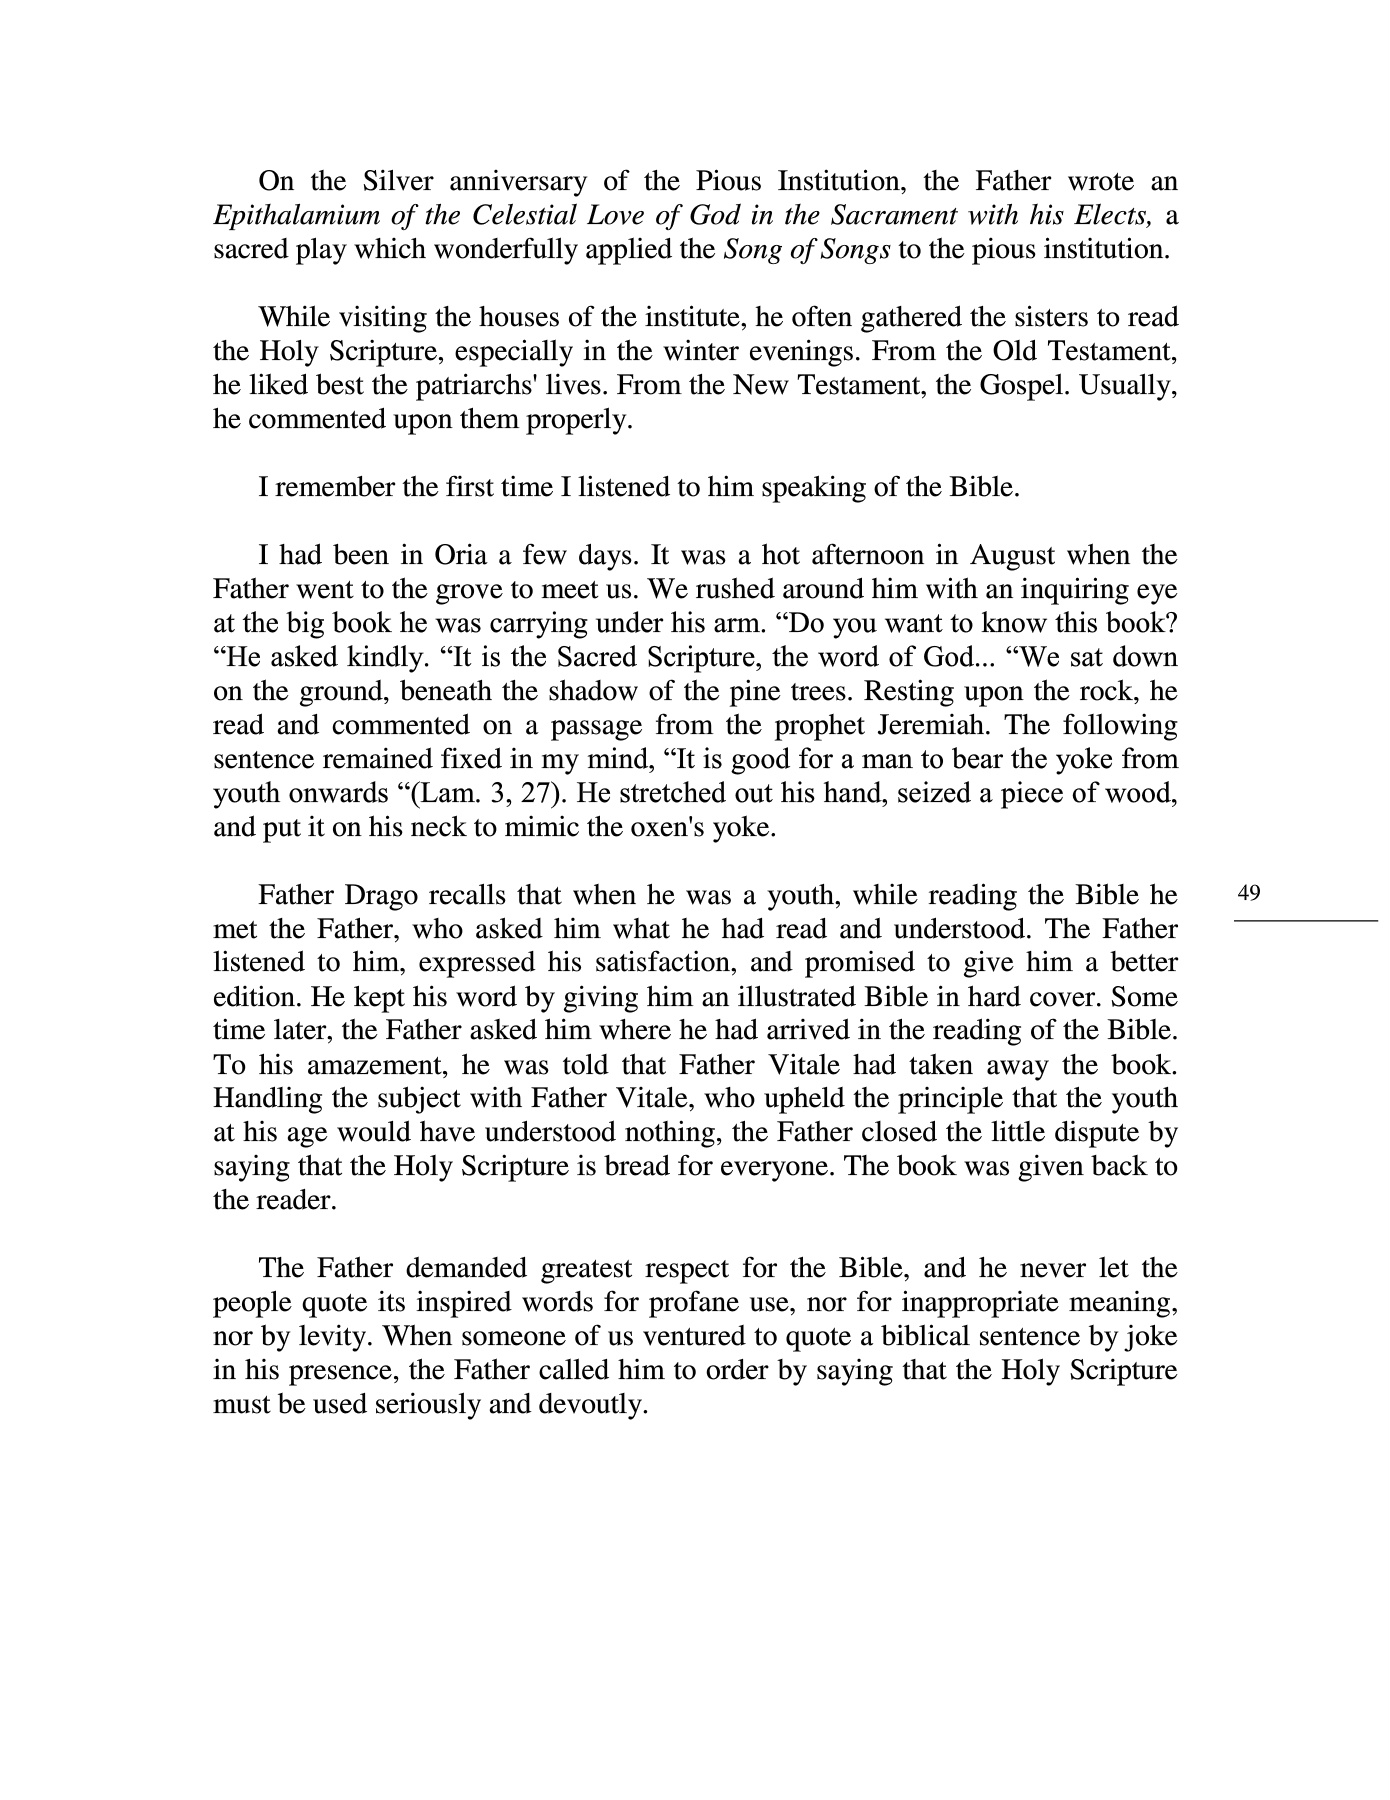 On the Silver anniversary of the Pious Institution, the Father wrote an
Epithalamium of the Celestial Love of God in the Sacrament with his Elects, a
sacred play which wonderfully applied the Song of Songs to the pious institution.
While visiting the houses of the institute, he often gathered the sisters to read
the Holy Scripture, especially in the winter evenings. From the Old Testament,
he liked best the patriarchs' lives. From the New Testament, the Gospel. Usually,
he commented upon them properly.
I remember the first time I listened to him speaking of the Bible.
I had been in Oria a few days. It was a hot afternoon in August when the
Father went to the grove to meet us. We rushed around him with an inquiring eye
at the big book he was carrying under his arm. “Do you want to know this book?
“He asked kindly. “It is the Sacred Scripture, the word of God... “We sat down
on the ground, beneath the shadow of the pine trees. Resting upon the rock, he
read and commented on a passage from the prophet Jeremiah. The following
sentence remained fixed in my mind, “It is good for a man to bear the yoke from
youth onwards “(Lam. 3, 27). He stretched out his hand, seized a piece of wood,
and put it on his neck to mimic the oxen's yoke.
Father Drago recalls that when he was a youth, while reading the Bible he
met the Father, who asked him what he had read and understood. The Father
listened to him, expressed his satisfaction, and promised to give him a better
edition. He kept his word by giving him an illustrated Bible in hard cover. Some
time later, the Father asked him where he had arrived in the reading of the Bible.
To his amazement, he was told that Father Vitale had taken away the book.
Handling the subject with Father Vitale, who upheld the principle that the youth
at his age would have understood nothing, the Father closed the little dispute by
saying that the Holy Scripture is bread for everyone. The book was given back to
the reader.
The Father demanded greatest respect for the Bible, and he never let the
people quote its inspired words for profane use, nor for inappropriate meaning,
nor by levity. When someone of us ventured to quote a biblical sentence by joke
in his presence, the Father called him to order by saying that the Holy Scripture
must be used seriously and devoutly.
49